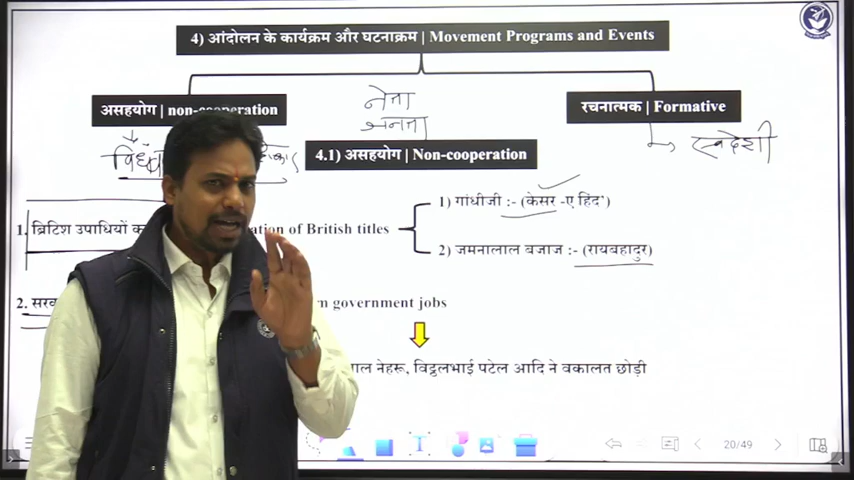 4) आंदोलन के कार्यक्रम और घटनाक्रम | Movement Programs and Events
असहयोग | non-cooperation
नेता
जनता
रचनात्मक | Formative
स्वदेशी
4.1) असहयोग | Non-cooperation
1. ब्रिटिश उपाधियों ation of British titles
1) गांधीजी :- (केसर -ए हिंद')
2) जमनालाल बजाज :- (रायबहादुर)
2. m government jobs
नेहरू, विट्ठलभाई पटेल आदि ने वकालत छोड़ी
20/49